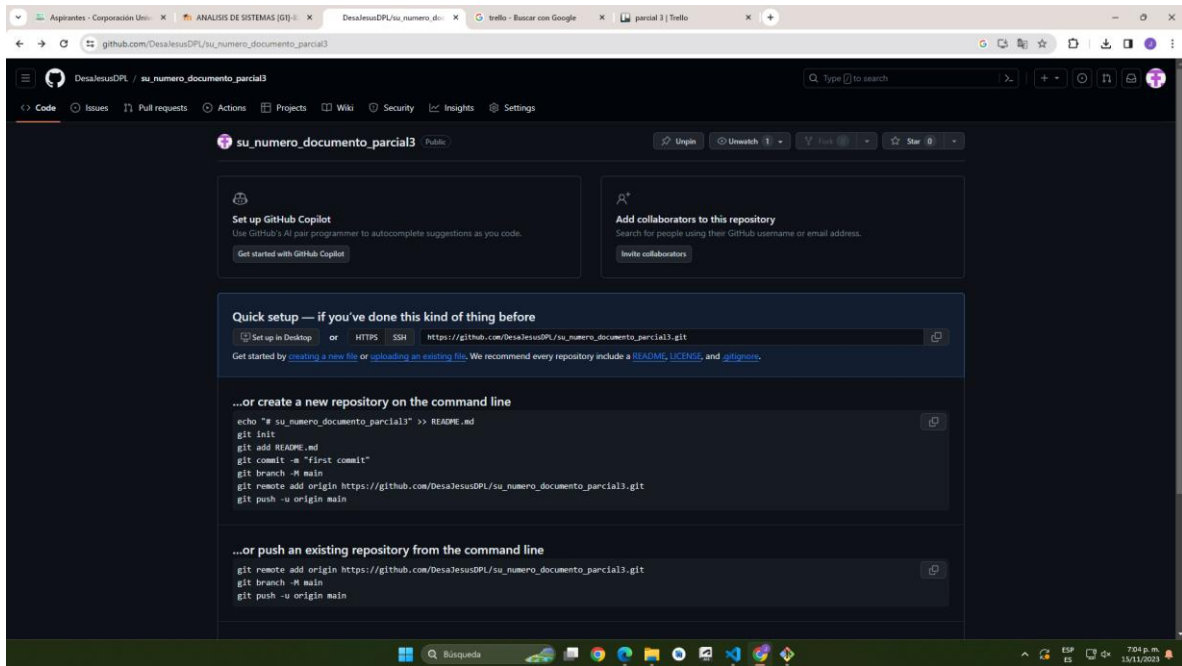 Aspirantes - Corporación Univ ANALISIS DE SISTEMAS (G1)- DesaJesusDPL/su_numero_do trello - Buscar con Google parcial 3 | Trello
github.com/DesaJesusDPL/su_numero_documento_parcial3
DesaJesusDPL / su_numero_documento_parcial3
Type / to search
Code Issues Pull requests Actions Projects Wiki Security Insights Settings
su_numero_documento_parcial3 Public
Unpin Unwatch 1 Fork Star 0
Set up GitHub Copilot
Use GitHub's AI pair programmer to autocomplete suggestions as you code.
Get started with GitHub Copilot
Add collaborators to this repository
Search for people using their GitHub username or email address.
Invite collaborators
Quick setup — if you've done this kind of thing before
Set up in Desktop or HTTPS SSH https://github.com/DesaJesusDPL/su_numero_documento_parcial3.git
Get started by creating a new file or uploading an existing file. We recommend every repository include a README, LICENSE, and .gitignore.
...or create a new repository on the command line
echo "# su_numero_documento_parcial3" >> README.md
git init
git add README.md
git commit -m "first commit"
git branch -M main
git remote add origin https://github.com/DesaJesusDPL/su_numero_documento_parcial3.git
git push -u origin main
...or push an existing repository from the command line
git remote add origin https://github.com/DesaJesusDPL/su_numero_documento_parcial3.git
git branch -M main
git push -u origin main
Búsqueda
ESP
ES
7:04 p. m.
15/11/2023